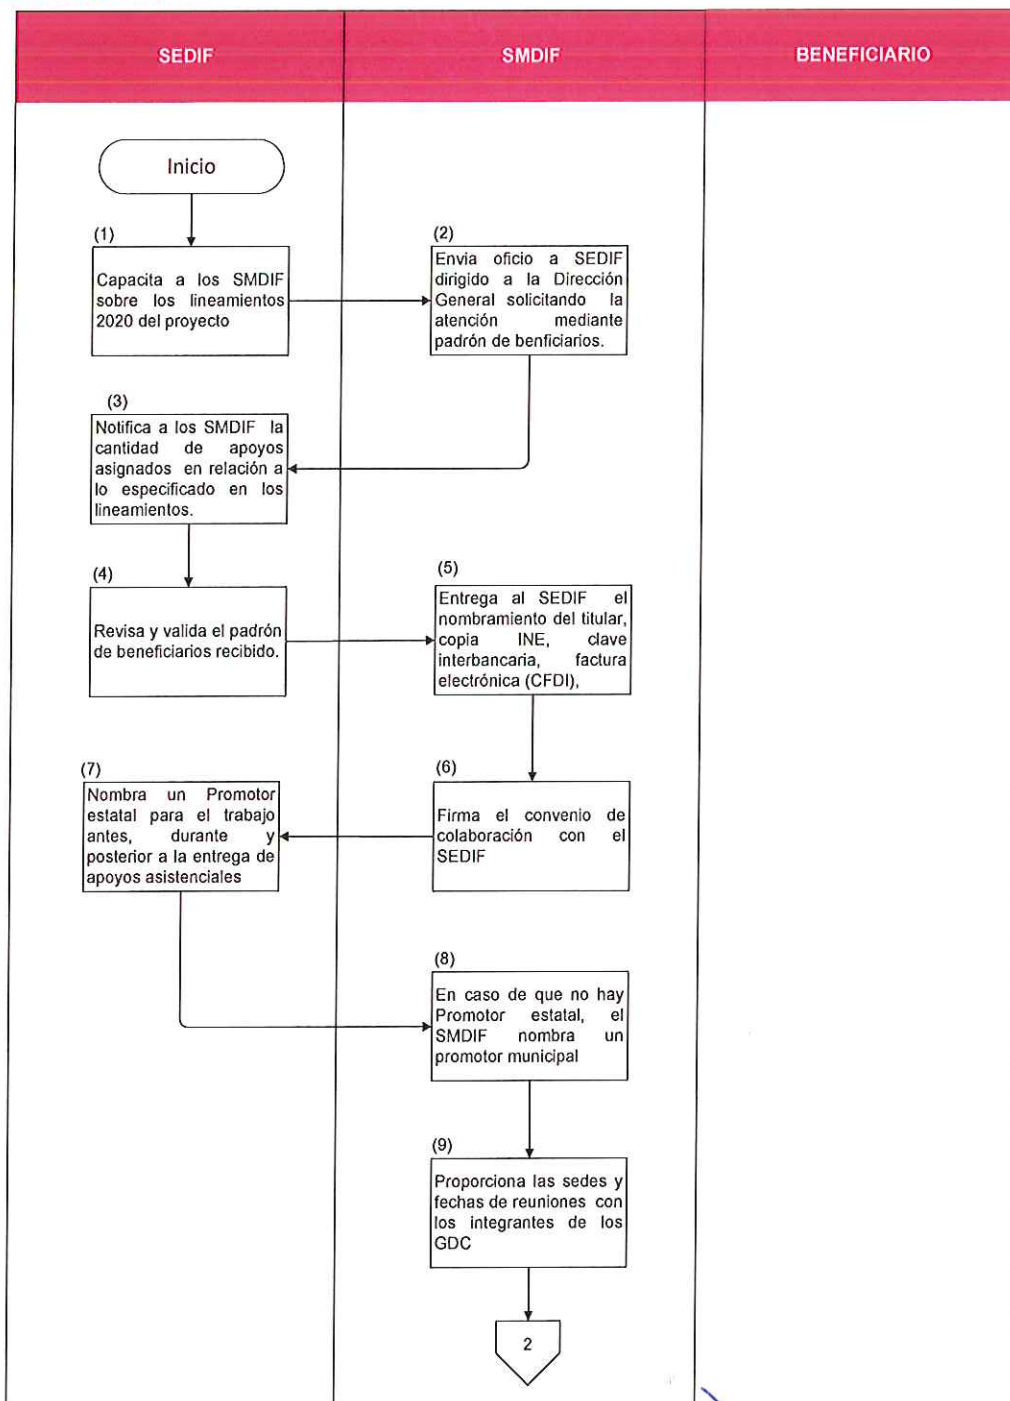 SEDIF
SMDIF
BENEFICIARIO
Inicio
(1)
Capacita a los SMDIF
sobre los lineamientos
2020 del proyecto
(2)
Envia oficio a SEDIF
dirigido a la Dirección
General solicitando la
atención mediante
padrón de benficiarios.
(3)
Notifica a los SMDIF la
cantidad de apoyos
asignados en relación a
lo especificado en los
lineamientos.
(4)
Revisa y valida el padrón
de beneficiarios recibido.
(5)
Entrega al SEDIF el
nombramiento del titular,
copia INE, clave
interbancaria, factura
electrónica (CFDI),
(6)
Firma el convenio de
colaboración con el
SEDIF
(7)
Nombra un Promotor
estatal para el trabajo
antes, durante y
posterior a la entrega de
apoyos asistenciales
(8)
En caso de que no hay
Promotor estatal, el
SMDIF nombra un
promotor municipal
(9)
Proporciona las sedes y
fechas de reuniones con
los integrantes de los
GDC
2